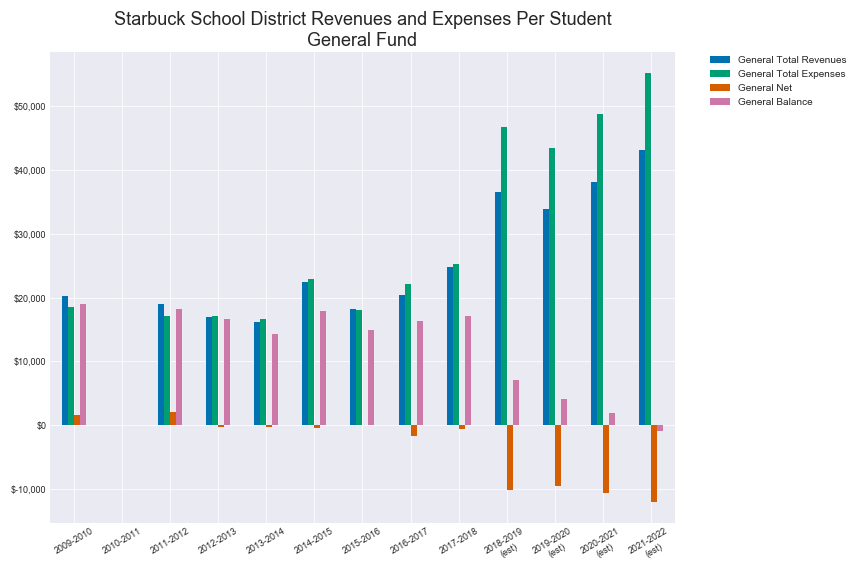 Starbuck School District Revenues and Expenses Per Student
General Fund
General Total Revenues
General Total Expenses
General Net
General Balance
$50,000
$40,000
$30,000
$20,000
$10,000
$0
$-10,000
2009-2010
2010-2011
2011-2012
2012-2013
2013-2014
2014-2015
2015-2016
2016-2017
2017-2018
2018-2019
(est)
2019-2020
(est)
2020-2021
(est)
2021-2022
(est)